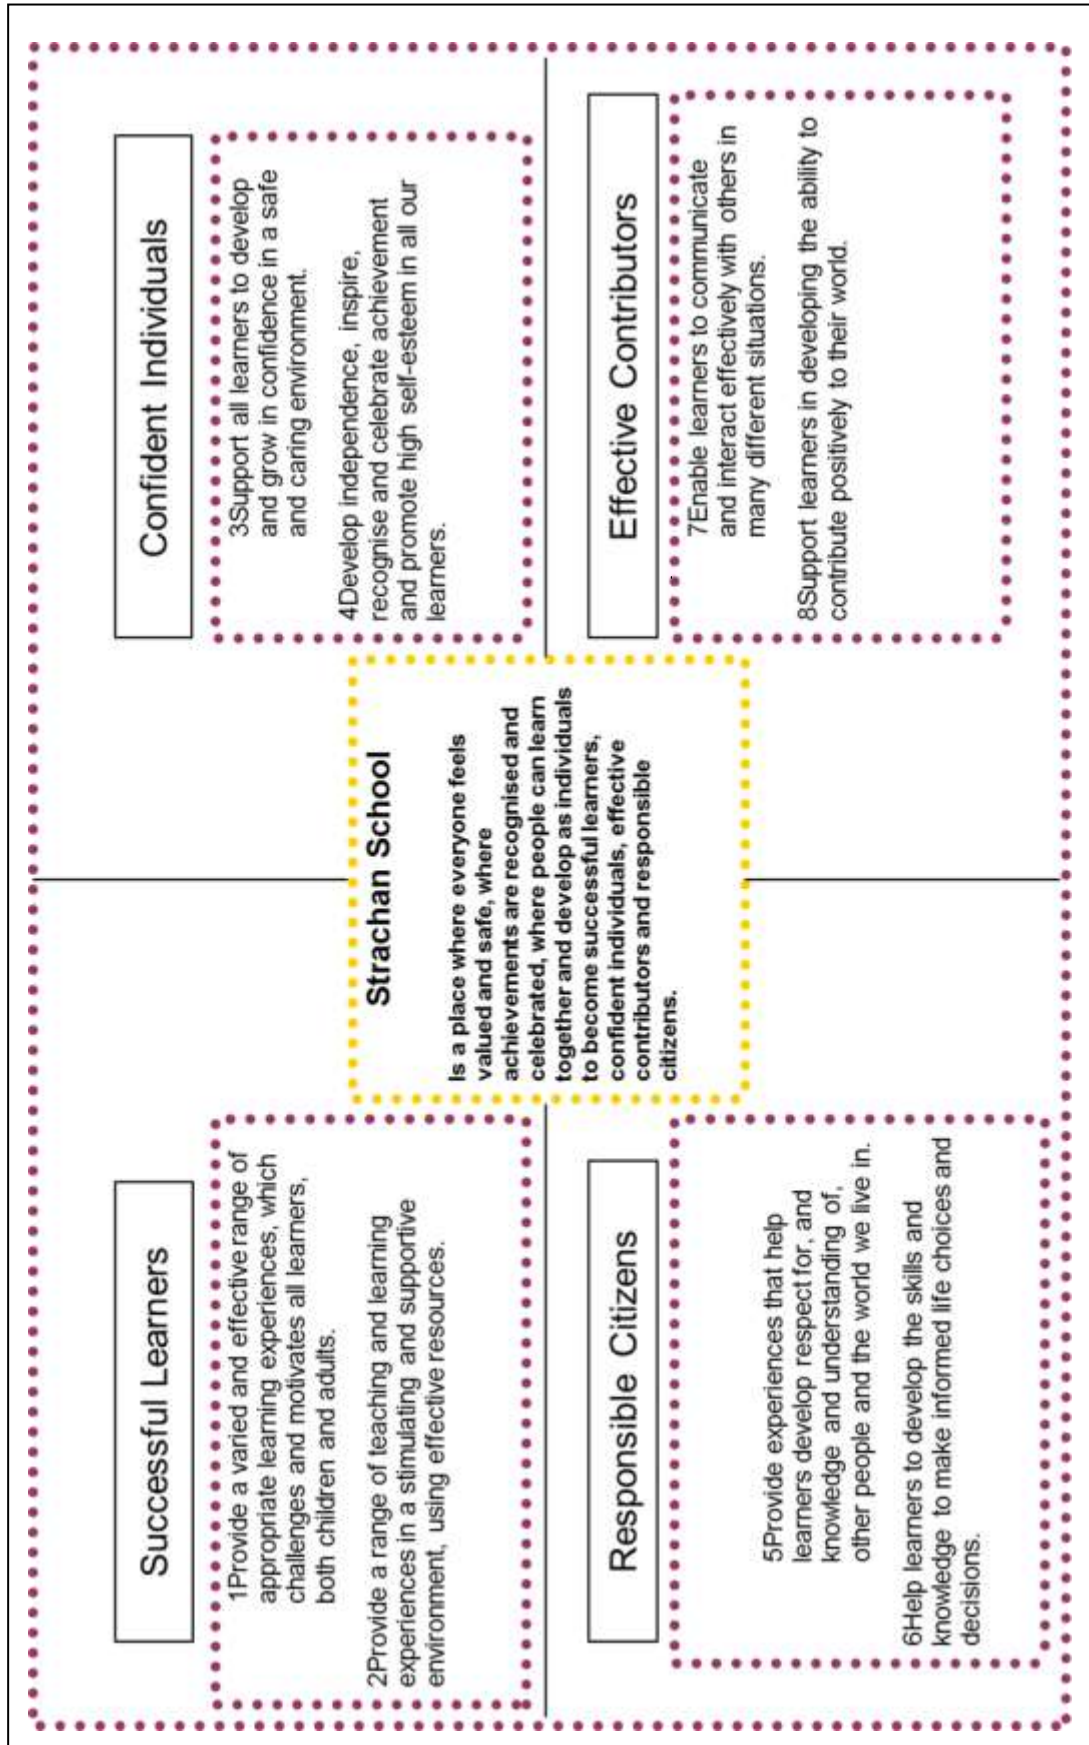 Successful Learners
1Provide a varied and effective range of
appropriate learning experiences, which
challenges and motivates all learners,
both children and adults.
2Provide a range of teaching and learning
experiences in a stimulating and supportive
environment, using effective resources.
Confident Individuals
3Support all learners to develop
and grow in confidence in a safe
and caring environment.
4Develop independence, inspire,
recognise and celebrate achievement
and promote high self-esteem in all our
learners.
Strachan School
Is a place where everyone feels
valued and safe, where
achievements are recognised and
celebrated, where people can learn
together and develop as individuals
to become successful learners,
confident individuals, effective
contributors and responsible
citizens.
Responsible Citizens
5Provide experiences that help
learners develop respect for, and
knowledge and understanding of,
other people and the world we live in.
6Help learners to develop the skills and
knowledge to make informed life choices and
decisions.
Effective Contributors
7Enable learners to communicate
and interact effectively with others in
many different situations.
8Support learners in developing the ability to
contribute positively to their world.